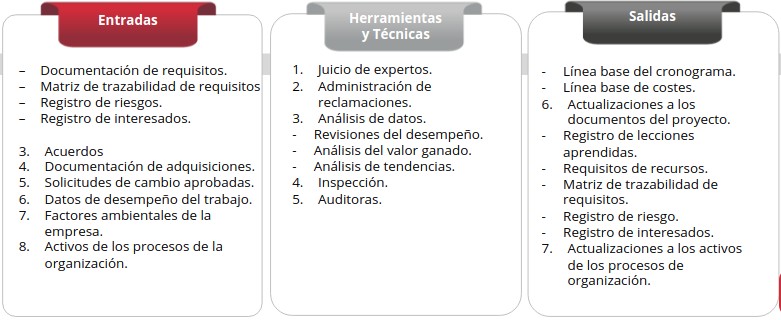 Entradas
– Documentación de requisitos.
– Matriz de trazabilidad de requisitos
– Registro de riesgos.
– Registro de interesados.
3. Acuerdos
4. Documentación de adquisiciones.
5. Solicitudes de cambio aprobadas.
6. Datos de desempeño del trabajo.
7. Factores ambientales de la
empresa.
8. Activos de los procesos de la
organización.
Herramientas
y Técnicas
1. Juicio de expertos.
2. Administración de
reclamaciones.
3. Análisis de datos.
- Revisiones del desempeño.
- Análisis del valor ganado.
- Análisis de tendencias.
4. Inspección.
5. Auditoras.
Salidas
- Línea base del cronograma.
- Línea base de costes.
6. Actualizaciones a los
documentos del proyecto.
- Registro de lecciones
aprendidas.
- Requisitos de recursos.
- Matriz de trazabilidad de
requisitos.
- Registro de riesgo.
- Registro de interesados.
7. Actualizaciones a los activos
de los procesos de
organización.